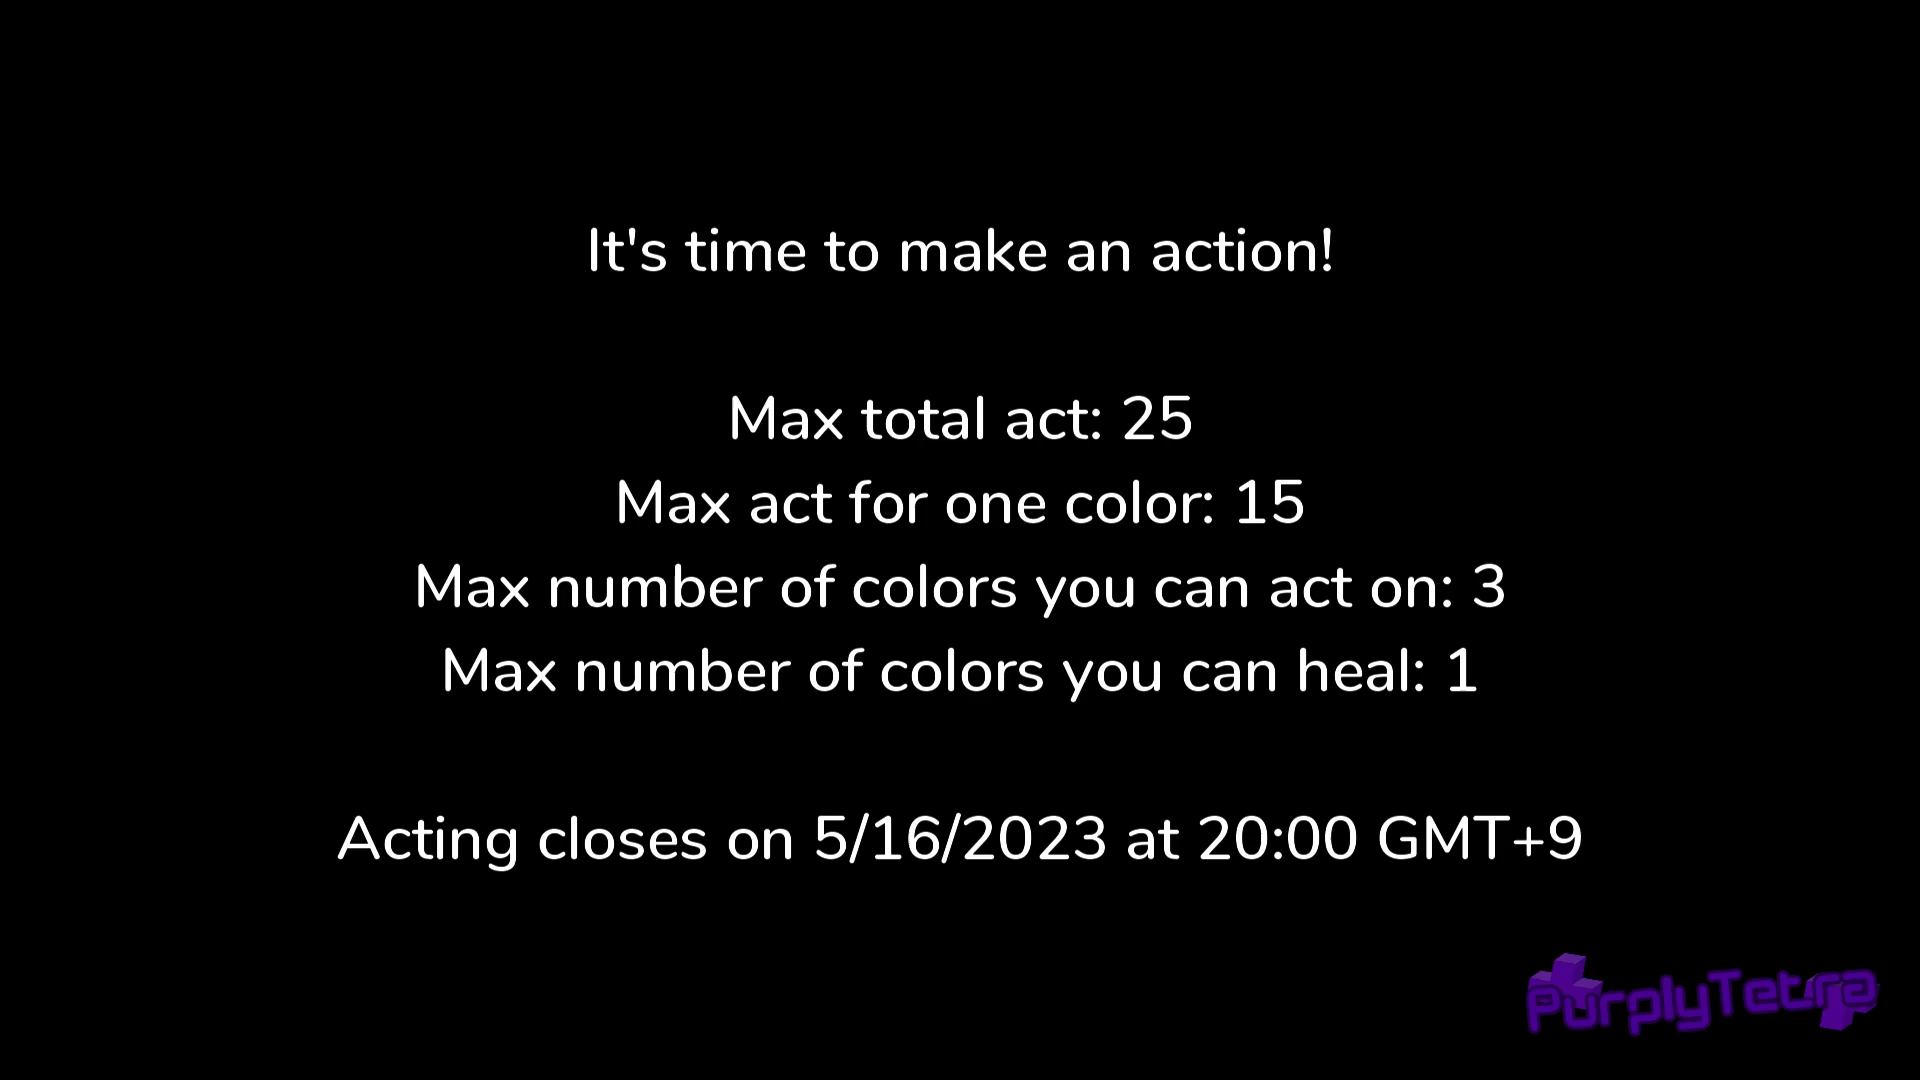 It's time to make an action!
Max total act: 25
Max act for one color: 15
Max number of colors you can act on: 3
Max number of colors you can heal: 1
Acting closes on 5/16/2023 at 20:00 GMT+9
PurplyTetra